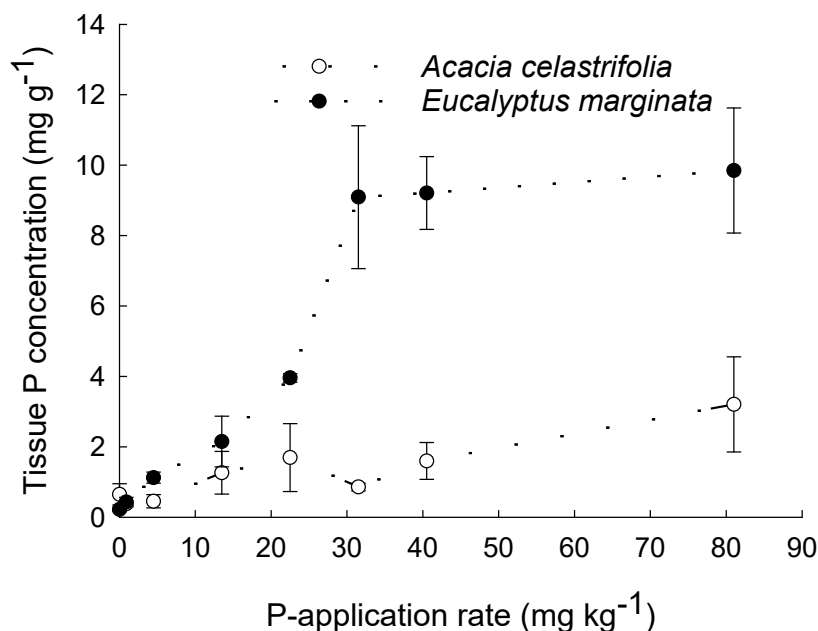 14
12
10
8
6
4
2
0
Tissue P concentration (mg g⁻¹)
Acacia celastrifolia
Eucalyptus marginata
0 10 20 30 40 50 60 70 80 90
P-application rate (mg kg⁻¹)